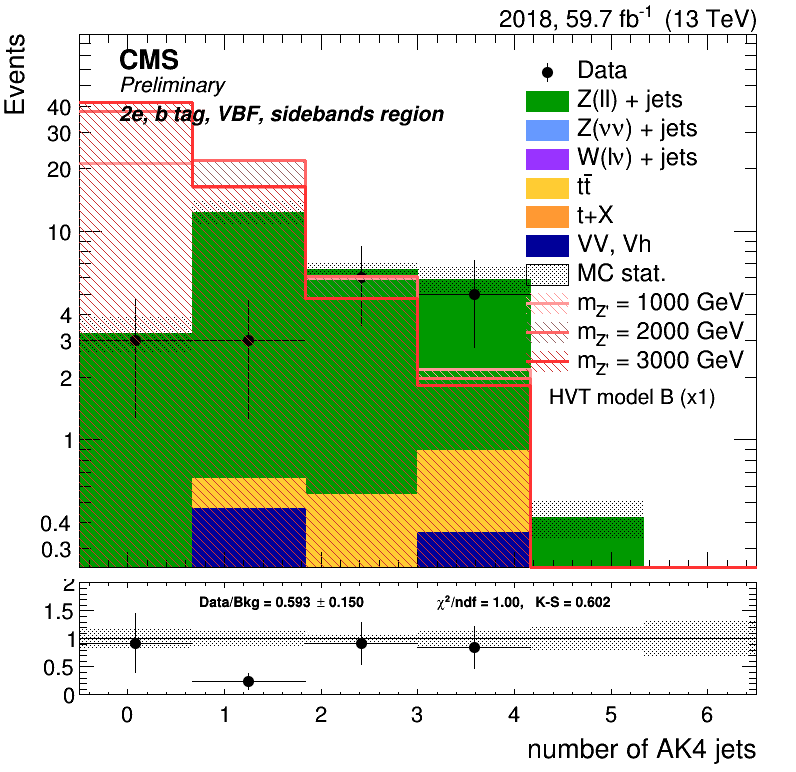 2018, 59.7 fb⁻¹ (13 TeV)
Events
CMS
Preliminary
2e, b tag, VBF, sidebands region
Data
Z(ll) + jets
Z(νν) + jets
W(lν) + jets
tt̄
t+X
VV, Vh
MC stat.
m_Z' = 1000 GeV
m_Z' = 2000 GeV
m_Z' = 3000 GeV
HVT model B (x1)
40
30
20
10
4
3
2
1
0.4
0.3
Data/Bkg = 0.593 ± 0.150
χ²/ndf = 1.00, K-S = 0.602
2
1.5
1
0.5
0
0 1 2 3 4 5 6
number of AK4 jets